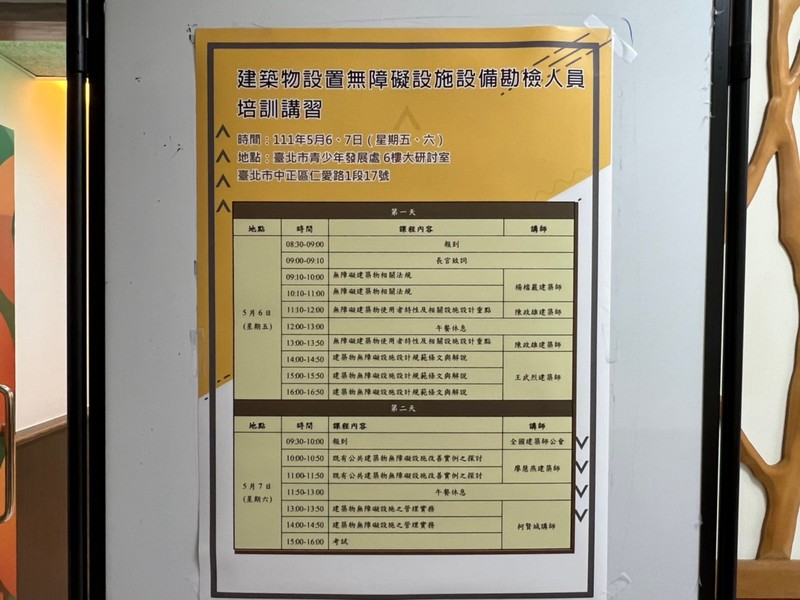 建築物設置無障礙設施設備勘檢人員
培訓講習
時間：111年5月6、7日（星期五、六）
地點：臺北市青少年發展處 6樓大研討室
臺北市中正區仁愛路1段17號
第一天
地點 時間 課程內容 講師
5月6日
(星期五)
08:30-09:00 報到
09:00-09:10 長官致詞
09:10-10:00 無障礙建築物相關法規
10:10-11:00 無障礙建築物相關法規
楊檔巖建築師
11:10-12:00 無障礙建築物使用者特性及相關設施設計重點 陳政雄建築師
12:00-13:00 午餐休息
13:00-13:50 無障礙建築物使用者特性及相關設施設計重點 陳政雄建築師
14:00-14:50 建築物無障礙設施設計規範條文與解說
15:00-15:50 建築物無障礙設施設計規範條文與解說
16:00-16:50 建築物無障礙設施設計規範條文與解說
王武烈建築師
第二天
地點 時間 課程內容 講師
5月7日
(星期六)
09:30-10:00 報到 全國建築師公會
10:00-10:50 既有公共建築物無障礙設施改善實例之探討
11:00-11:50 既有公共建築物無障礙設施改善實例之探討
廖慧燕建築師
11:50-13:00 午餐休息
13:00-13:50 建築物無障礙設施之管理實務
14:00-14:50 建築物無障礙設施之管理實務
15:00-16:00 考試
柯賢城講師